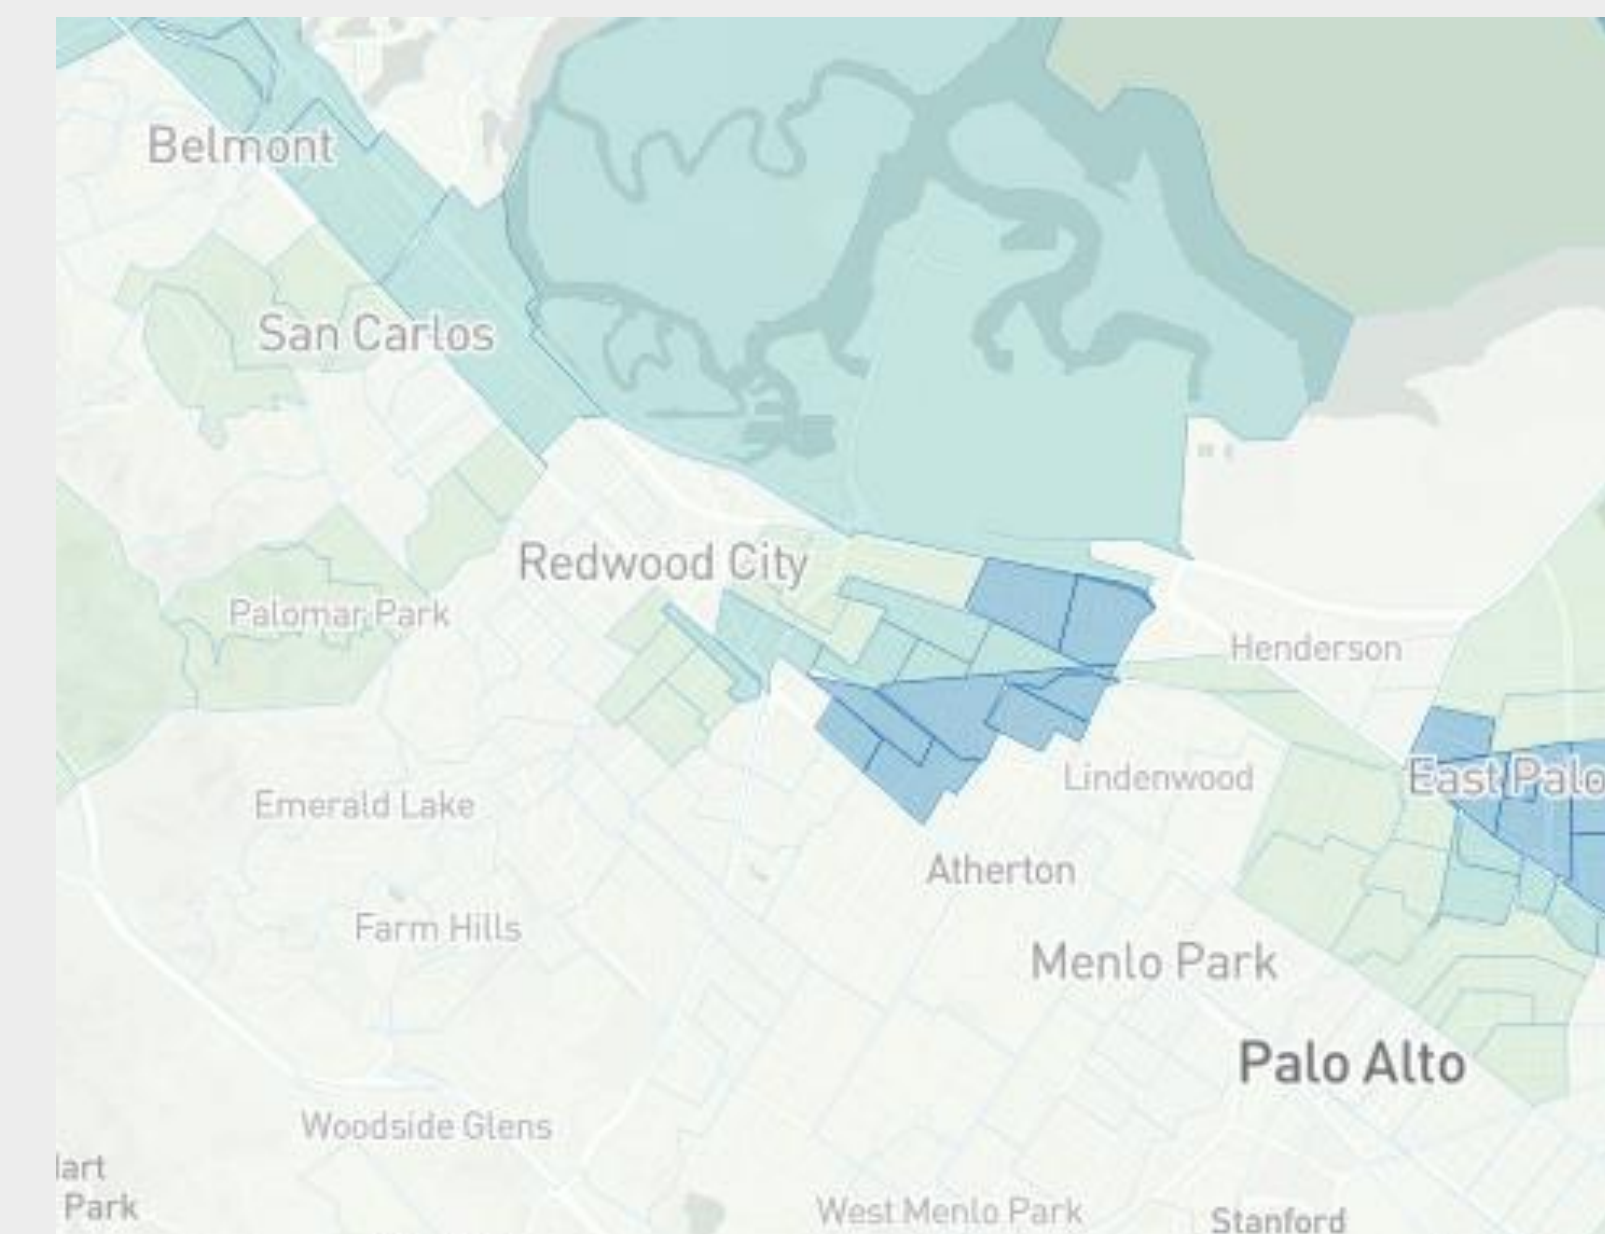 Belmont
San Carlos
Redwood City
Palomar Park
Henderson
East Palo
Lindenwood
Emerald Lake
Atherton
Farm Hills
Menlo Park
Palo Alto
Woodside Glens
Park
West Menlo Park
Stanford